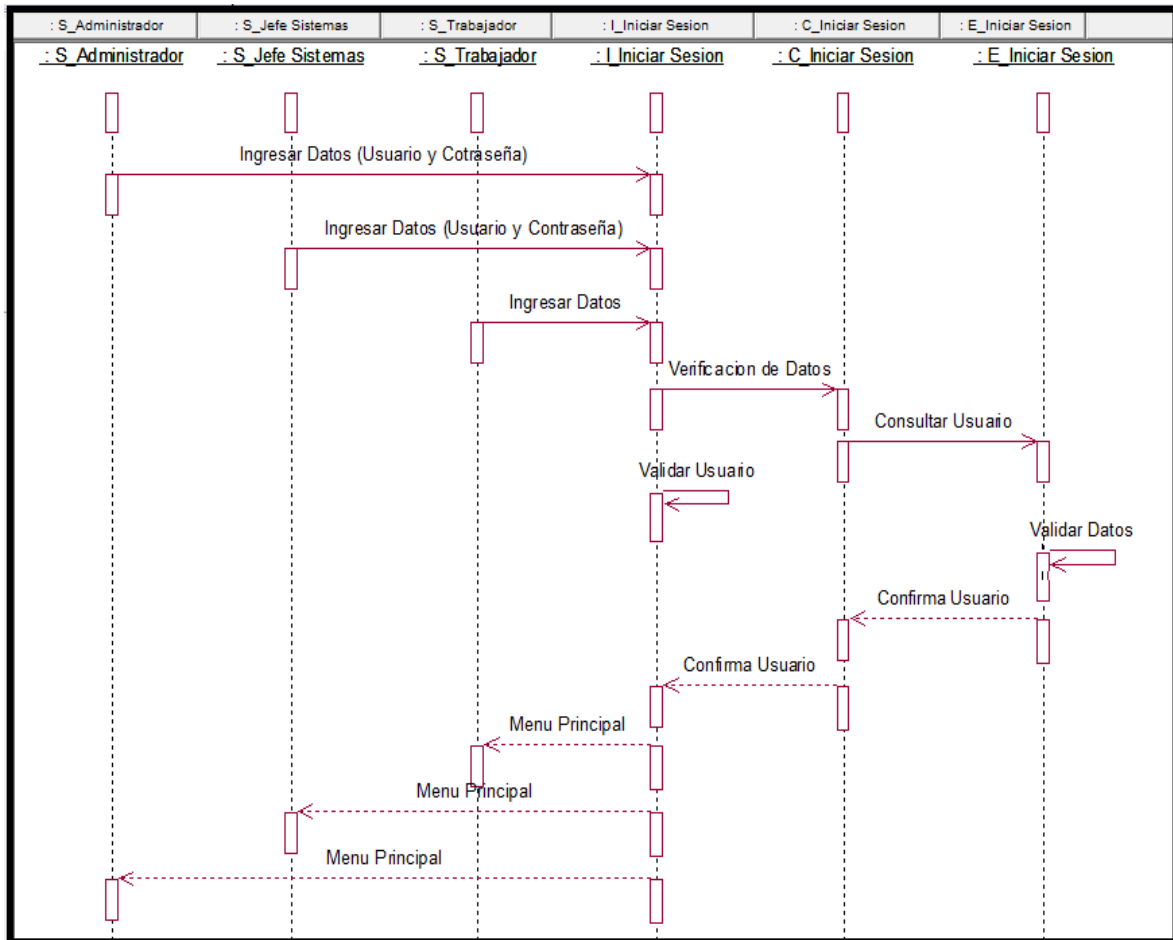 : S_Administrador : S_Jefe Sistemas : S_Trabajador : I_Iniciar Sesion : C_Iniciar Sesion : E_Iniciar Sesion
: S_Administrador : S_Jefe Sistemas : S_Trabajador : I_Iniciar Sesion : C_Iniciar Sesion : E_Iniciar Sesion
Ingresar Datos (Usuario y Cotraseña)
Ingresar Datos (Usuario y Contraseña)
Ingresar Datos
Verificacion de Datos
Consultar Usuario
Validar Usuario
Validar Datos
Confirma Usuario
Confirma Usuario
Menu Principal
Menu Principal
Menu Principal